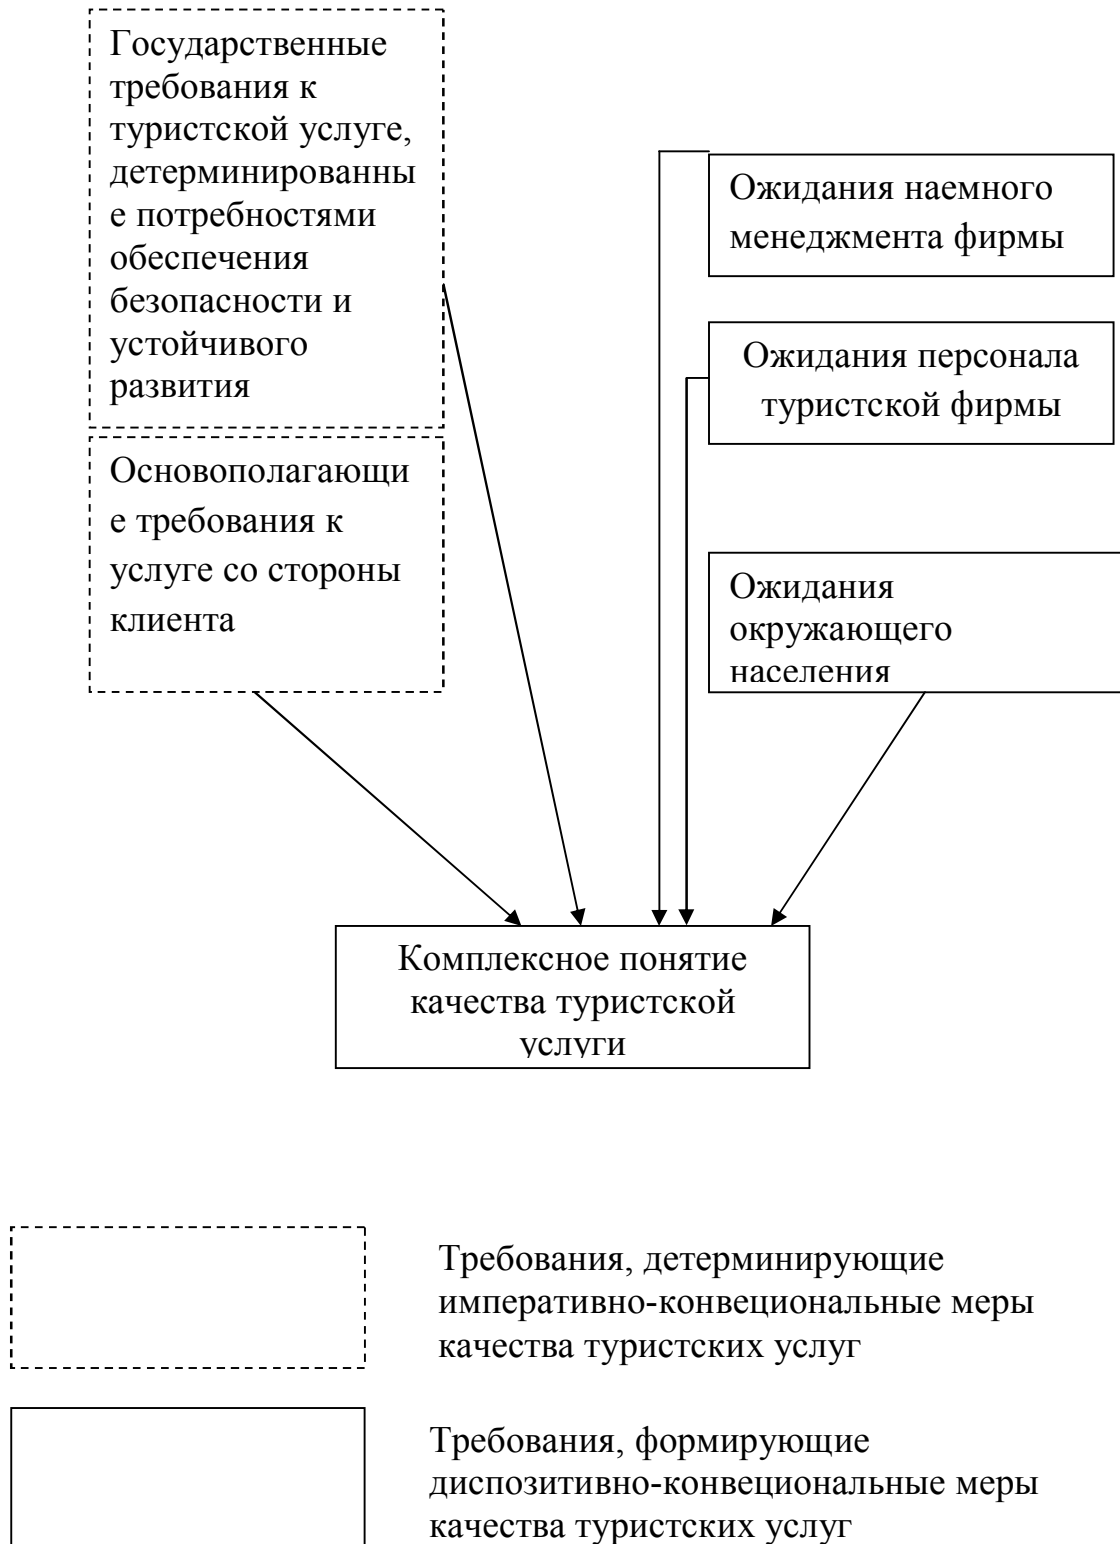 Государственные
требования к
туристской услуге,
детерминированны
е потребностями
обеспечения
безопасности и
устойчивого
развития
Основополагающи
е требования к
услуге со стороны
клиента
Ожидания наемного
менеджмента фирмы
Ожидания персонала
туристской фирмы
Ожидания
окружающего
населения
Комплексное понятие
качества туристской
услуги
Требования, детерминирующие
императивно-конвециональные меры
качества туристских услуг
Требования, формирующие
диспозитивно-конвециональные меры
качества туристских услуг